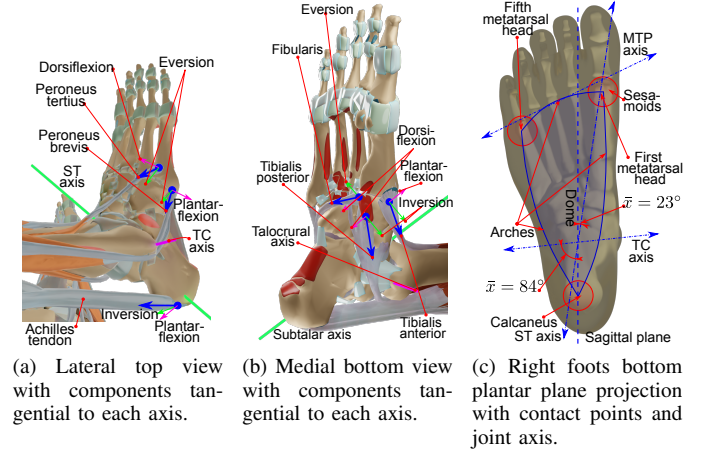 Eversion
Dorsiflexion
Peroneus
tertius
Peroneus
brevis
ST
axis
Plantar-
flexion
TC
axis
Inversion
Achilles
tendon
Plantar-
flexion
(a) Lateral top view
with components tan-
gential to each axis.
Eversion
Fibularis
Dorsi-
flexion
Plantar-
flexion
Tibialis
posterior
Inversion
Talocrural
axis
Subtalar axis
Tibialis
anterior
(b) Medial bottom view
with components tan-
gential to each axis.
Fifth
metatarsal
head
MTP
axis
Sesa-
moids
First
metatarsal
head
Dome
x̄ = 23°
Arches
TC
axis
x̄ = 84°
Calcaneus
ST axis
Sagittal plane
(c) Right foots bottom
plantar plane projection
with contact points and
joint axis.